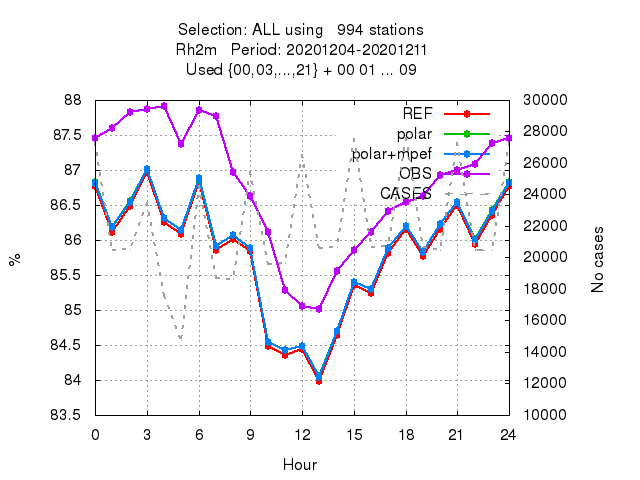 Selection: ALL using 994 stations
Rh2m Period: 20201204-20201211
Used {00,03,...,21} + 00 01 ... 09
88
87.5
87
86.5
86
85.5
85
84.5
84
83.5
%
30000
28000
26000
24000
22000
20000
18000
16000
14000
12000
10000
No cases
REF
polar
polar+mpef
OBS
CASES
0 3 6 9 12 15 18 21 24
Hour